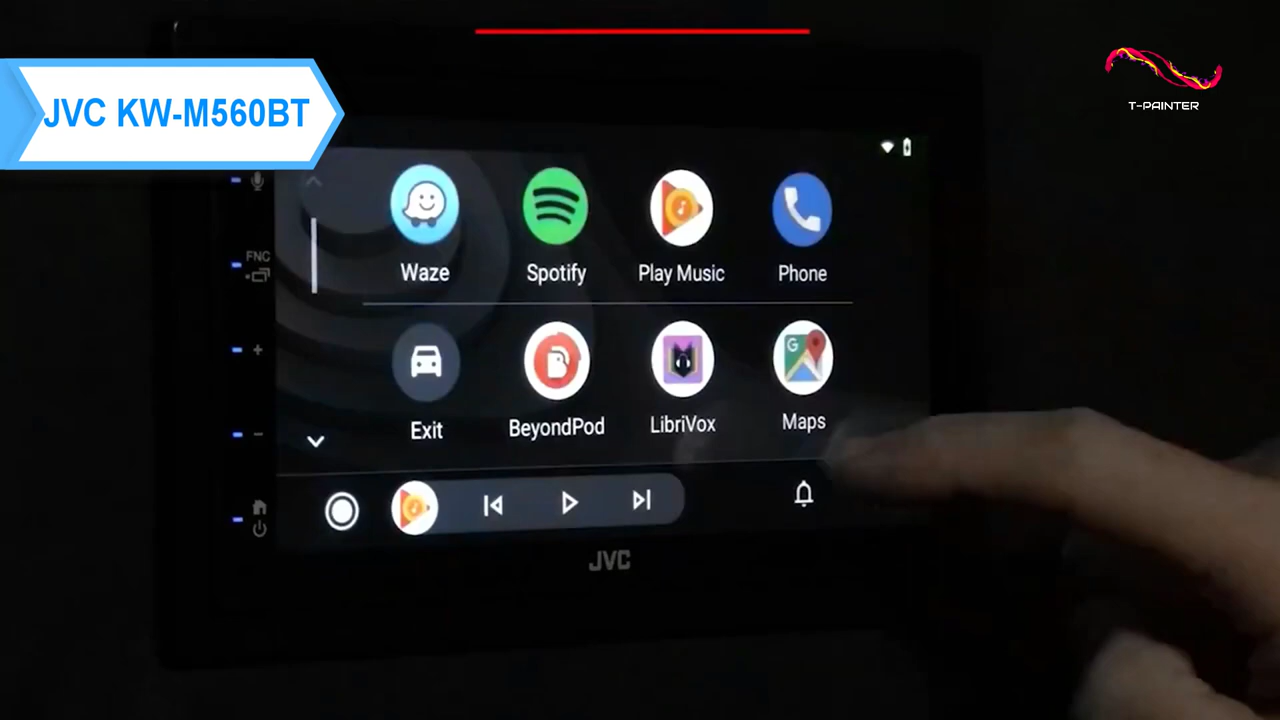 JVC KW-M560BT
T-PAINTER
FNC
Waze
Spotify
Play Music
Phone
Exit
BeyondPod
LibriVox
G
Maps
JVC